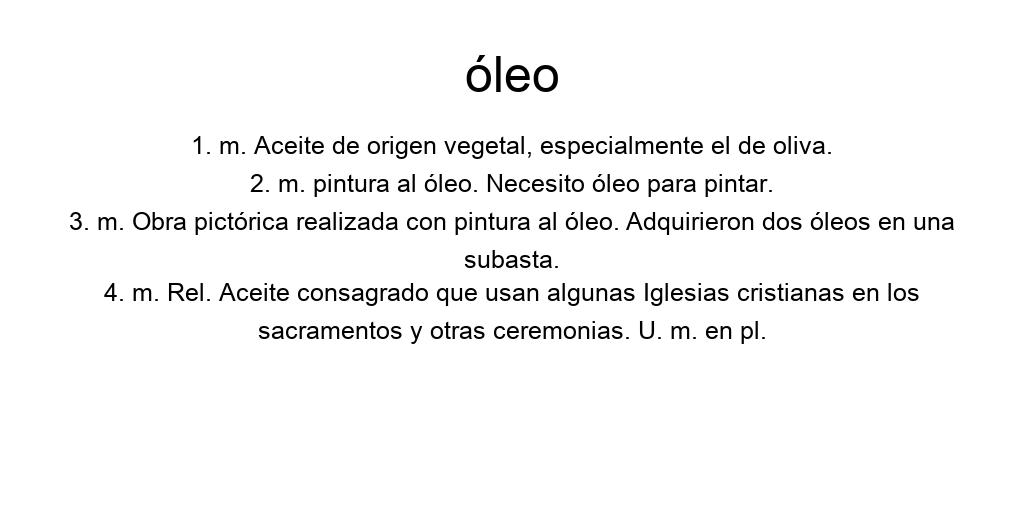 óleo
1. m. Aceite de origen vegetal, especialmente el de oliva.
2. m. pintura al óleo. Necesito óleo para pintar.
3. m. Obra pictórica realizada con pintura al óleo. Adquirieron dos óleos en una
subasta.
4. m. Rel. Aceite consagrado que usan algunas Iglesias cristianas en los
sacramentos y otras ceremonias. U. m. en pl.